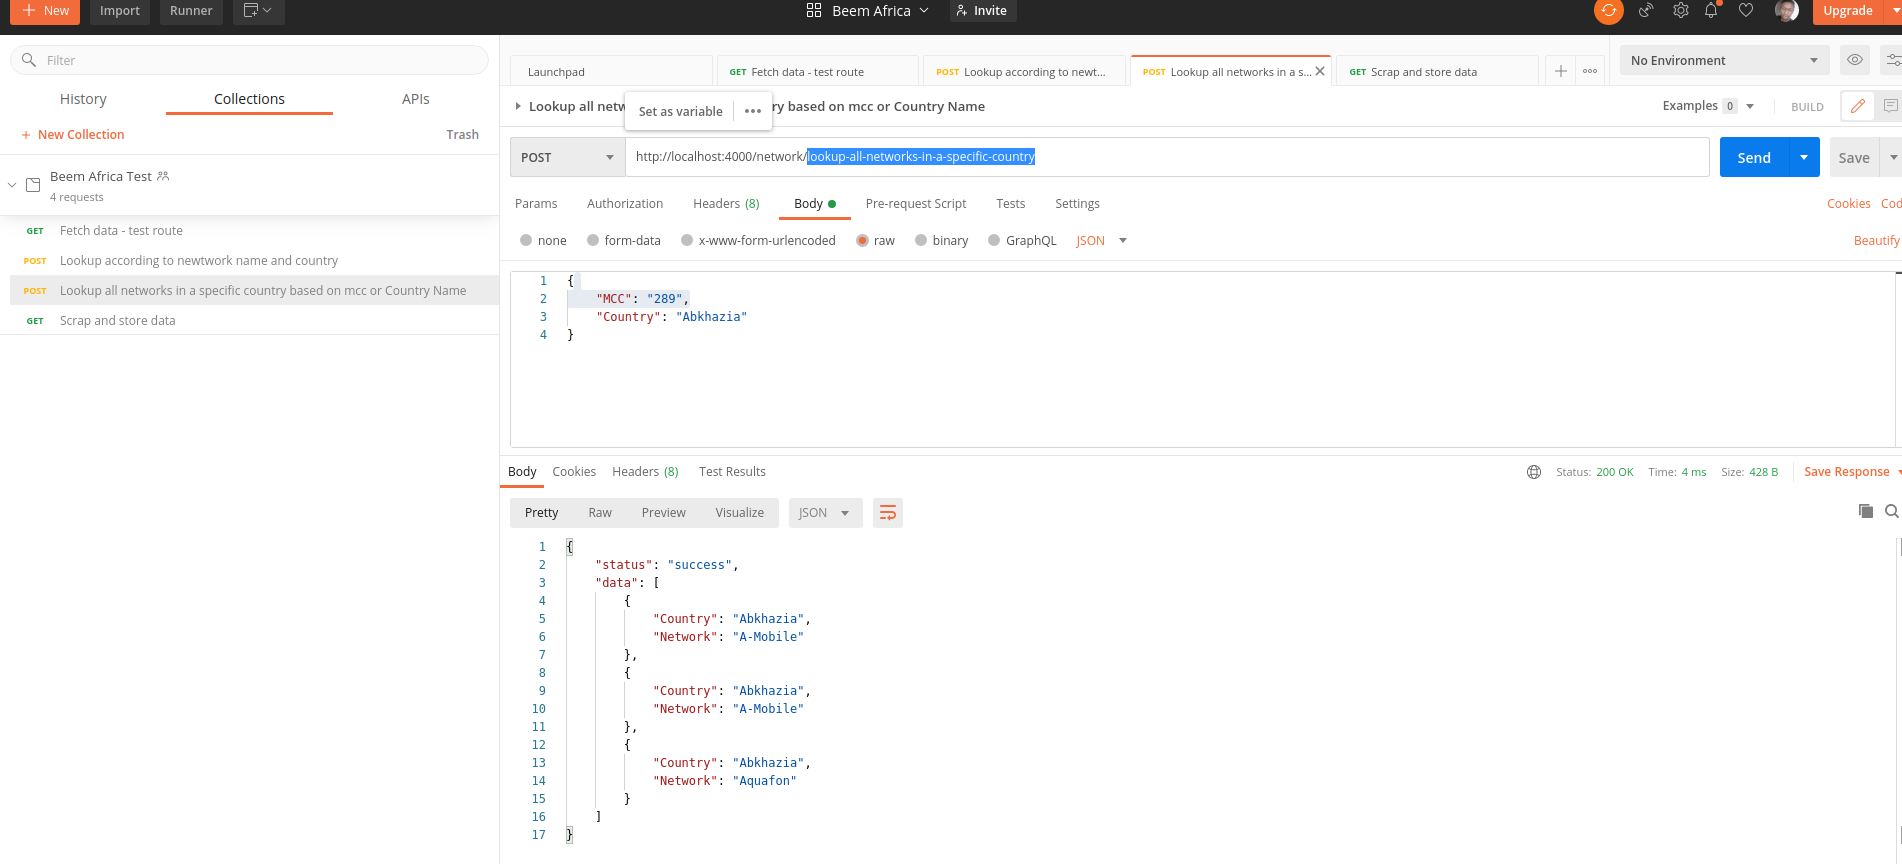 New
Import
Runner
Beem Africa
Invite
Upgrade
Filter
History
Collections
APIs
New Collection
Trash
Beem Africa Test
4 requests
GET Fetch data - test route
POST Lookup according to newtwork name and country
POST Lookup all networks in a specific country based on mcc or Country Name
GET Scrap and store data
Launchpad
GET Fetch data - test route
POST Lookup according to newt...
POST Lookup all networks in a s...
GET Scrap and store data
No Environment
Lookup all netw
ry based on mcc or Country Name
Set as variable
Examples 0
BUILD
POST
http://localhost:4000/network/lookup-all-networks-in-a-specific-country
Send
Save
Params
Authorization
Headers (8)
Body
Pre-request Script
Tests
Settings
Cookies
Cod
none
form-data
x-www-form-urlencoded
raw
binary
GraphQL
JSON
Beautify
1 {
2 "MCC": "289",
3 "Country": "Abkhazia"
4 }
Body
Cookies
Headers (8)
Test Results
Status: 200 OK
Time: 4 ms
Size: 428 B
Save Response
Pretty
Raw
Preview
Visualize
JSON
1 {
2 "status": "success",
3 "data": [
4 {
5 "Country": "Abkhazia",
6 "Network": "A-Mobile"
7 },
8 {
9 "Country": "Abkhazia",
10 "Network": "A-Mobile"
11 },
12 {
13 "Country": "Abkhazia",
14 "Network": "Aquafon"
15 }
16 ]
17 }